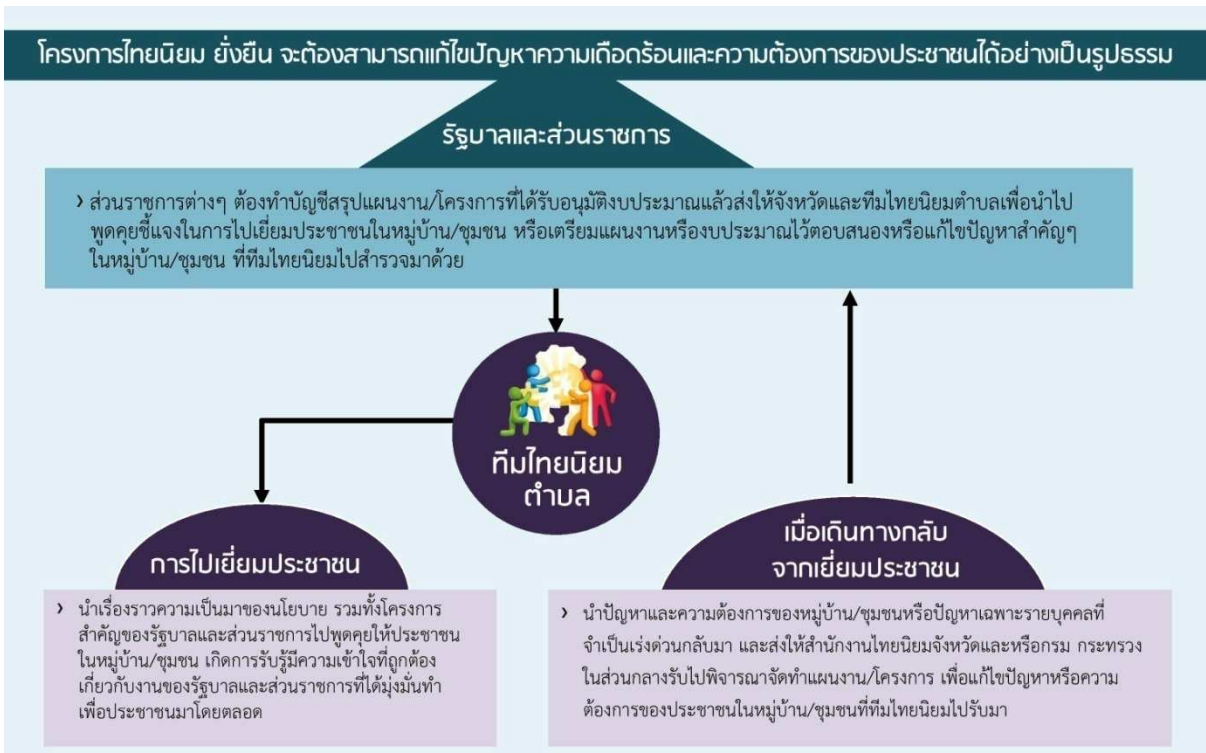 โครงการไทยนิยม ยั่งยืน จะต้องสามารถแก้ไขปัญหาความเดือดร้อนและความต้องการของประชาชนได้อย่างเป็นรูปธรรม
รัฐบาลและส่วนราชการ
› ส่วนราชการต่างๆ ต้องทำบัญชีสรุปแผนงาน/โครงการที่ได้รับอนุมัติงบประมาณแล้วส่งให้จังหวัดและทีมไทยนิยมตำบลเพื่อนำไป
พูดคุยชี้แจงในการไปเยี่ยมประชาชนในหมู่บ้าน/ชุมชน หรือเตรียมแผนงานหรืองบประมาณไว้ตอบสนองหรือแก้ไขปัญหาสำคัญๆ
ในหมู่บ้าน/ชุมชน ที่ทีมไทยนิยมไปสำรวจมาด้วย
ทีมไทยนิยม
ตำบล
การไปเยี่ยมประชาชน
› นำเรื่องราวความเป็นมาของนโยบาย รวมทั้งโครงการ
สำคัญของรัฐบาลและส่วนราชการไปพูดคุยให้ประชาชน
ในหมู่บ้าน/ชุมชน เกิดการรับรู้มีความเข้าใจที่ถูกต้อง
เกี่ยวกับงานของรัฐบาลและส่วนราชการที่ได้มุ่งมั่นทำ
เพื่อประชาชนมาโดยตลอด
เมื่อเดินทางกลับ
จากเยี่ยมประชาชน
› นำปัญหาและความต้องการของหมู่บ้าน/ชุมชนหรือปัญหาเฉพาะรายบุคคลที่
จำเป็นเร่งด่วนกลับมา และส่งให้สำนักงานไทยนิยมจังหวัดและหรือกรม กระทรวง
ในส่วนกลางรับไปพิจารณาจัดทำแผนงาน/โครงการ เพื่อแก้ไขปัญหาหรือความ
ต้องการของประชาชนในหมู่บ้าน/ชุมชนที่ทีมไทยนิยมไปรับมา